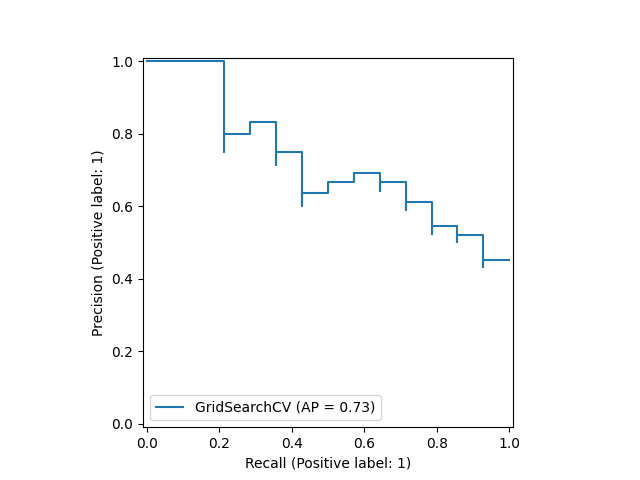 1.0
0.8
0.6
0.4
0.2
0.0
Precision (Positive label: 1)
GridSearchCV (AP = 0.73)
0.0 0.2 0.4 0.6 0.8 1.0
Recall (Positive label: 1)